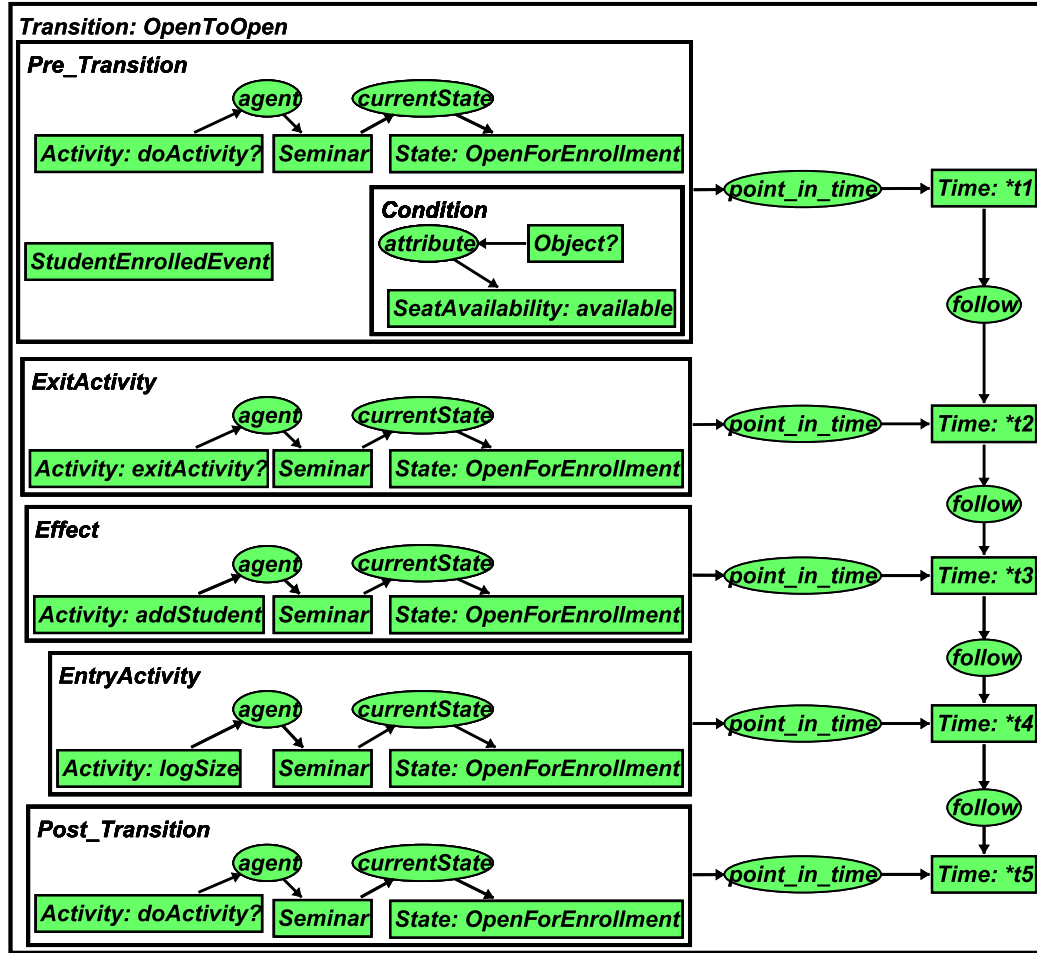 Transition: OpenToOpen
Pre_Transition
agent
currentState
Activity: doActivity?
Seminar
State: OpenForEnrollment
point_in_time
Time: *t1
Condition
attribute
Object?
StudentEnrolledEvent
SeatAvailability: available
follow
ExitActivity
agent
currentState
point_in_time
Time: *t2
Activity: exitActivity?
Seminar
State: OpenForEnrollment
follow
Effect
agent
currentState
point_in_time
Time: *t3
Activity: addStudent
Seminar
State: OpenForEnrollment
follow
EntryActivity
agent
currentState
point_in_time
Time: *t4
Activity: logSize
Seminar
State: OpenForEnrollment
follow
Post_Transition
agent
currentState
point_in_time
Time: *t5
Activity: doActivity?
Seminar
State: OpenForEnrollment